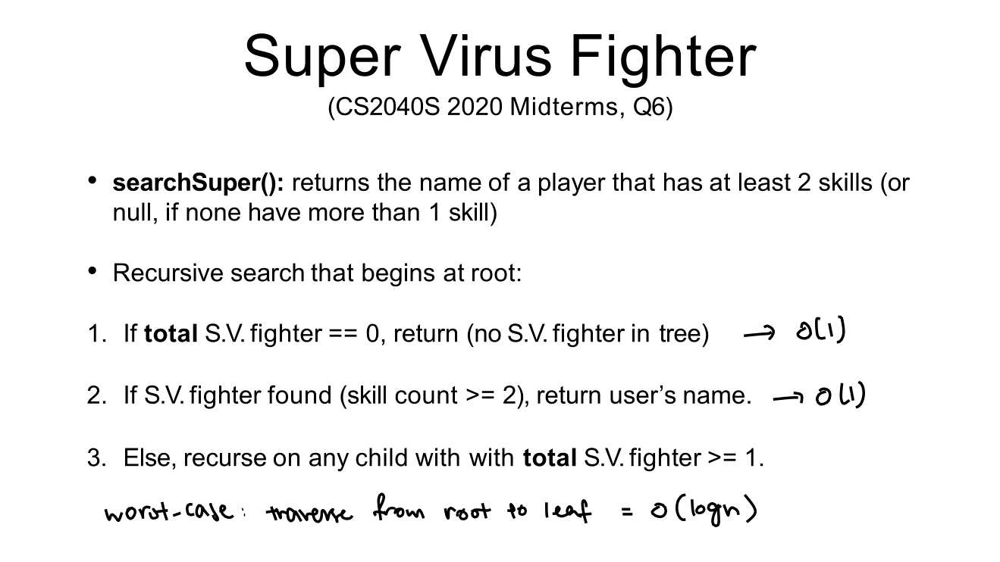 Super Virus Fighter
(CS2040S 2020 Midterms, Q6)
• searchSuper(): returns the name of a player that has at least 2 skills (or
null, if none have more than 1 skill)
• Recursive search that begins at root:
1. If total S.V. fighter == 0, return (no S.V. fighter in tree) → O(1)
2. If S.V. fighter found (skill count >= 2), return user’s name. → O(1)
3. Else, recurse on any child with with total S.V. fighter >= 1.
worst-case: traverse from root to leaf = O(logn)